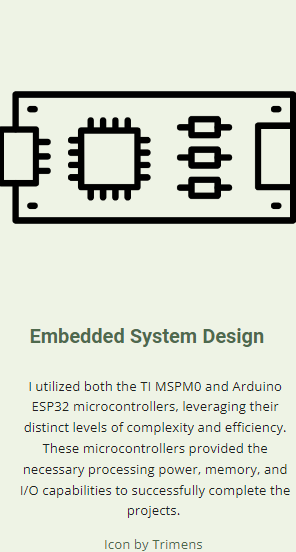 Embedded System Design
I utilized both the TI MSPM0 and Arduino
ESP32 microcontrollers, leveraging their
distinct levels of complexity and efficiency.
These microcontrollers provided the
necessary processing power, memory, and
I/O capabilities to successfully complete the
projects.
Icon by Trimens